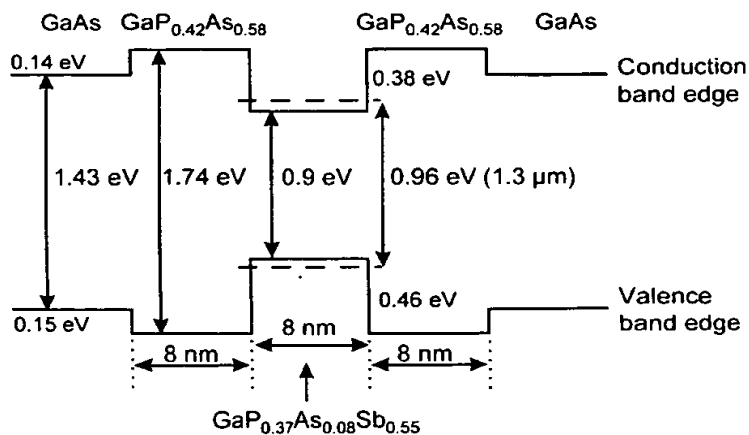 GaAs GaP0.42As0.58 GaP0.42As0.58 GaAs
0.14 eV
0.38 eV
Conduction
band edge
1.43 eV 1.74 eV 0.9 eV 0.96 eV (1.3 μm)
0.15 eV
0.46 eV
Valence
band edge
8 nm 8 nm 8 nm
GaP0.37As0.08Sb0.55